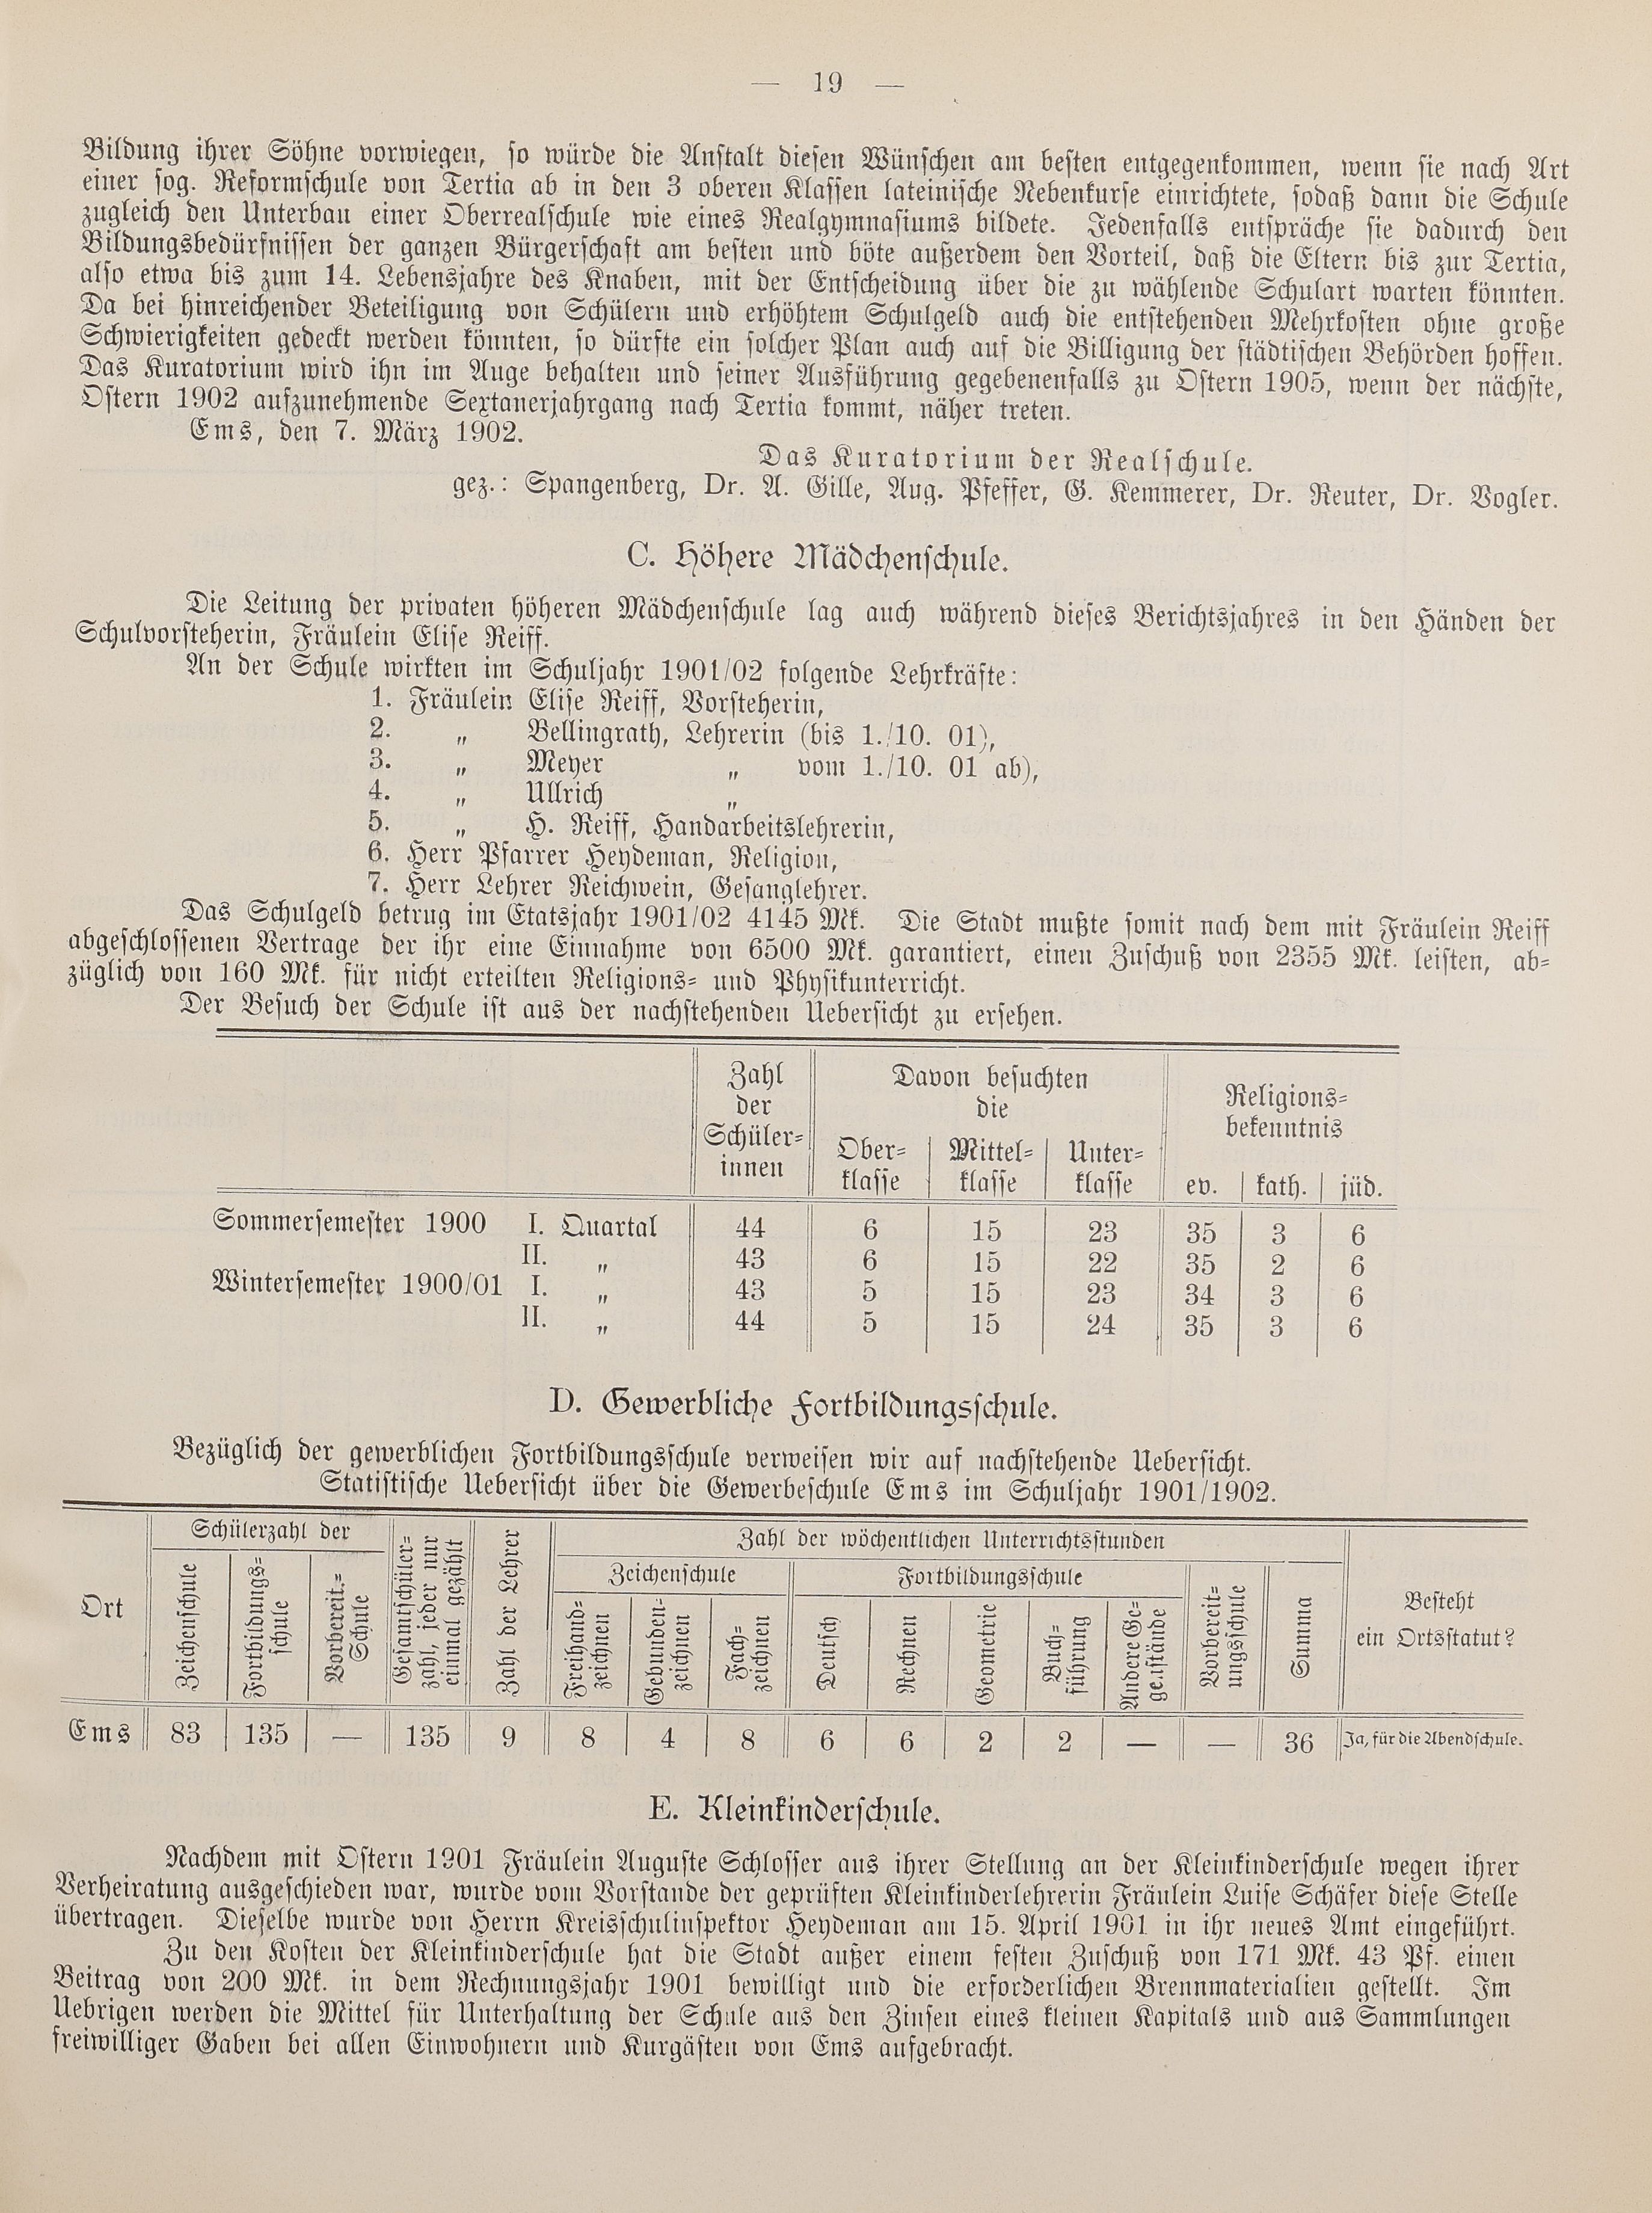 — 19 —
Bildung ihrer Söhne vorwiegen, so würde die Anstalt diesen Wünschen am besten entgegenkommen, wenn sie nach Art
einer sog. Reformschule von Tertia ab in den 3 oberen Klassen lateinische Nebenkurse einrichtete, sodaß dann die Schule
zugleich den Unterbau einer Oberrealschule wie eines Realgymnasiums bildete. Jedenfalls entspräche sie dadurch den
Bildungsbedürfnissen der ganzen Bürgerschaft am besten und böte außerdem den Vorteil, daß die Eltern bis zur Tertia,
also etwa bis zum 14. Lebensjahre des Knaben, mit der Entscheidung über die zu wählende Schulart warten könnten.
Da bei hinreichender Beteiligung von Schülern und erhöhtem Schulgeld auch die entstehenden Mehrkosten ohne große
Schwierigkeiten gedeckt werden könnten, so dürfte ein solcher Plan auch auf die Billigung der städtischen Behörden hoffen.
Das Kuratorium wird ihn im Auge behalten und seiner Ausführung gegebenenfalls zu Ostern 1905, wenn der nächste,
Ostern 1902 aufzunehmende Sextanerjahrgang nach Tertia kommt, näher treten.
Ems, den 7. März 1902.
Das Kuratorium der Realschule.
gez.: Spangenberg, Dr. A. Gille, Aug. Pfeffer, G. Kemmerer, Dr. Reuter, Dr. Vogler.
C. Höhere Mädchenschule.
Die Leitung der privaten höheren Mädchenschule lag auch während dieses Berichtsjahres in den Händen der
Schulvorsteherin, Fräulein Elise Reiff.
An der Schule wirkten im Schuljahr 1901/02 folgende Lehrkräfte:
1. Fräulein Elise Reiff, Vorsteherin,
2. „ Bellingrath, Lehrerin (bis 1./10. 01),
3. „ Meyer „ vom 1./10. 01 ab),
4. „ Ullrich „
5. „ H. Reiff, Handarbeitslehrerin,
6. Herr Pfarrer Heydeman, Religion,
7. Herr Lehrer Reichwein, Gesanglehrer.
Das Schulgeld betrug im Etatsjahr 1901/02 4145 Mk. Die Stadt mußte somit nach dem mit Fräulein Reiff
abgeschlossenen Vertrage der ihr eine Einnahme von 6500 Mk. garantiert, einen Zuschuß von 2355 Mk. leisten, ab-
züglich von 160 Mk. für nicht erteilten Religions- und Physikunterricht.
Der Besuch der Schule ist aus der nachstehenden Uebersicht zu ersehen.
Zahl der Schüler-innen
Davon besuchten die
Religions-bekenntnis
Ober-klasse Mittel-klasse Unter-klasse ev. kath. jüd.
Sommersemester 1900 I. Quartal 44 6 15 23 35 3 6
II. „ 43 6 15 22 35 2 6
Wintersemester 1900/01 I. „ 43 5 15 23 34 3 6
II. „ 44 5 15 24 35 3 6
D. Gewerbliche Fortbildungsschule.
Bezüglich der gewerblichen Fortbildungsschule verweisen wir auf nachstehende Uebersicht.
Statistische Uebersicht über die Gewerbeschule Ems im Schuljahr 1901/1902.
Ort
Schülerzahl der
Zeichenschule
Fortbildungs-schule
Vorbereit.-Schule
Gesamtschüler-zahl, jeder nur einmal gezählt
Zahl der Lehrer
Zahl der wöchentlichen Unterrichtsstunden
Zeichenschule
Freihand-zeichnen
Gebunden-zeichnen
Fach-zeichnen
Fortbildungsschule
Deutsch
Rechnen
Geometrie
Buch-führung
Andere Ge-genstände
Vorbereit-ungsschule
Summa
Besteht ein Ortsstatut?
Ems 83 135 — 135 9 8 4 8 6 6 2 2 — — 36 Ja, für die Abendschule.
E. Kleinkinderschule.
Nachdem mit Ostern 1901 Fräulein Auguste Schlosser aus ihrer Stellung an der Kleinkinderschule wegen ihrer
Verheiratung ausgeschieden war, wurde vom Vorstande der geprüften Kleinkinderlehrerin Fräulein Luise Schäfer diese Stelle
übertragen. Dieselbe wurde von Herrn Kreisschulinspektor Heydeman am 15. April 1901 in ihr neues Amt eingeführt.
Zu den Kosten der Kleinkinderschule hat die Stadt außer einem festen Zuschuß von 171 Mk. 43 Pf. einen
Beitrag von 200 Mk. in dem Rechnungsjahr 1901 bewilligt und die erforderlichen Brennmaterialien gestellt. Im
Uebrigen werden die Mittel für Unterhaltung der Schule aus den Zinsen eines kleinen Kapitals und aus Sammlungen
freiwilliger Gaben bei allen Einwohnern und Kurgästen von Ems aufgebracht.